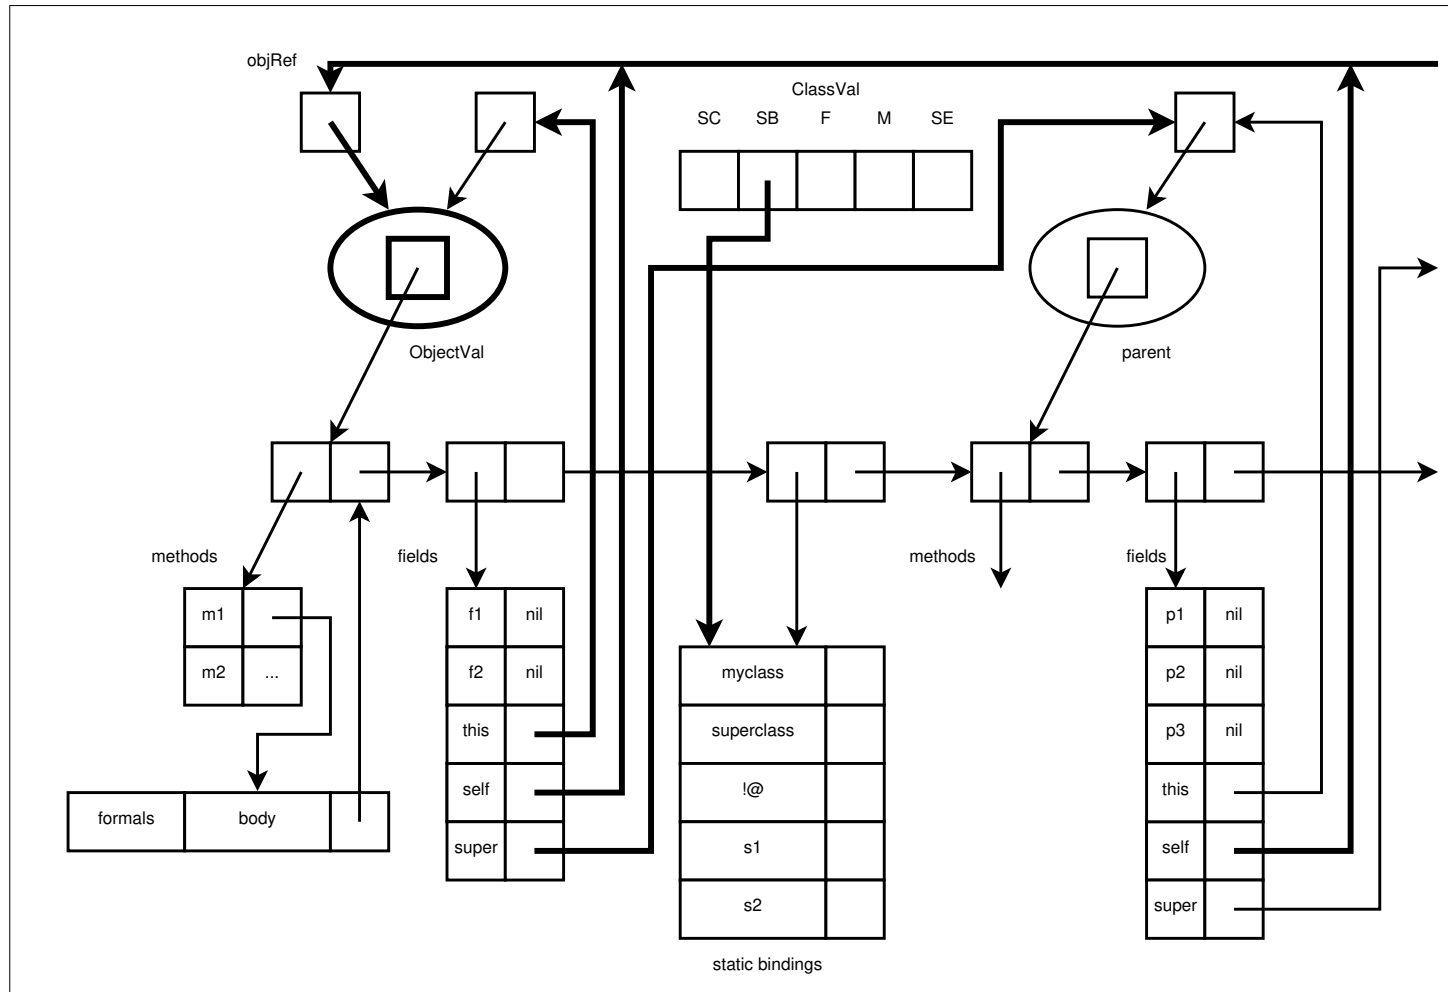 objRef
ClassVal
SC SB F M SE
ObjectVal
parent
methods
fields
methods
fields
m1
m2 ...
f1 nil
f2 nil
this
self
super
formals body
myclass
superclass
!@
s1
s2
static bindings
p1 nil
p2 nil
p3 nil
this
self
super